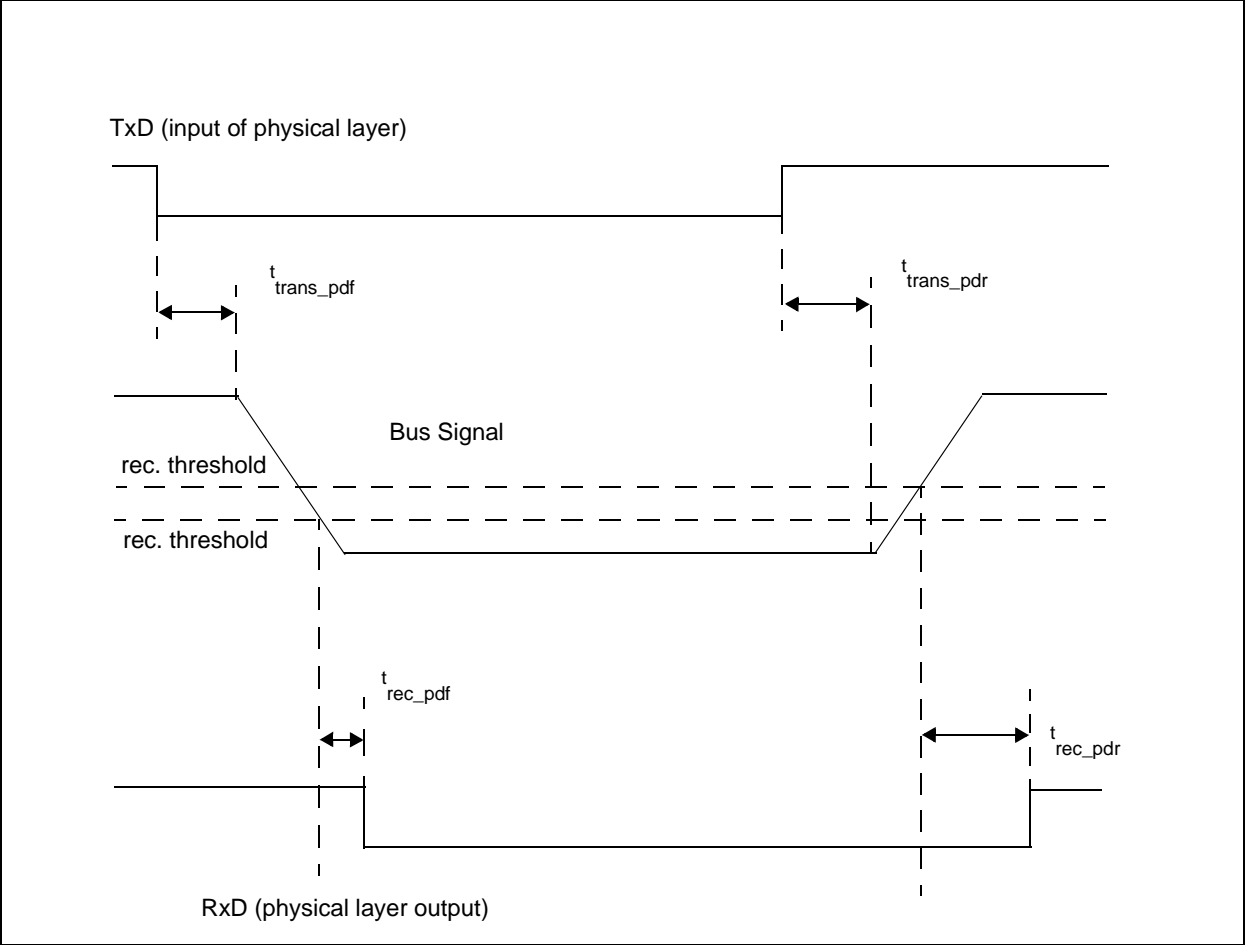 TxD (input of physical layer)
t
trans_pdf
t
trans_pdr
Bus Signal
rec. threshold
rec. threshold
t
rec_pdf
t
rec_pdr
RxD (physical layer output)